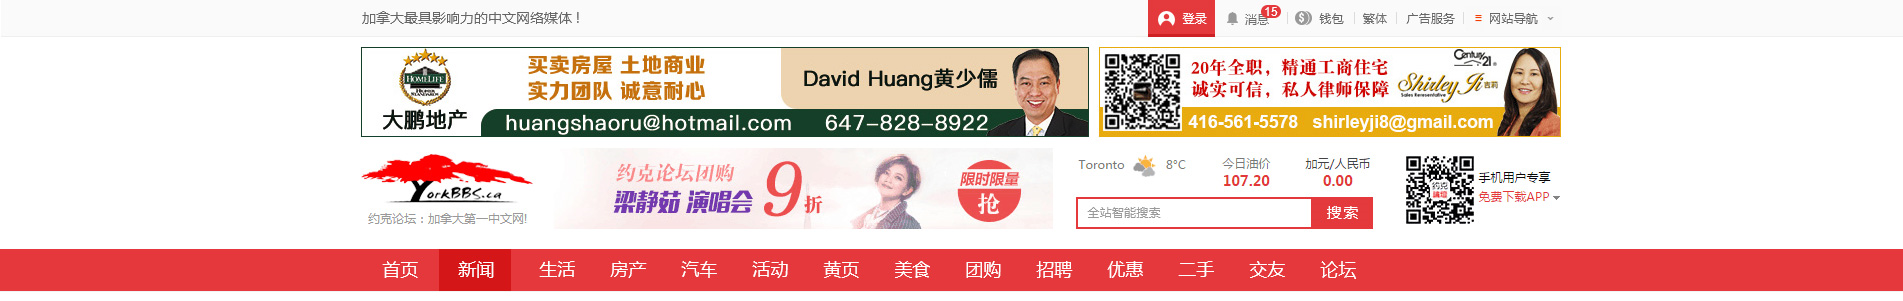 加拿大最具影响力的中文网络媒体！
登录
消息 15
钱包
繁体
广告服务
网站导航
HOMELIFE
HIGHER STANDARDS
大鹏地产
买卖房屋 土地商业
实力团队 诚意耐心
David Huang黄少儒
huangshaoru@hotmail.com 647-828-8922
20年全职，精通工商住宅
诚实可信，私人律师保障
Century 21
Shirley Ji 吉莉
Sales Representative
416-561-5578 shirleyji8@gmail.com
YorkBBS.ca
约克论坛：加拿大第一中文网!
约克论坛团购
梁静茹 演唱会 9折
限时限量
抢
Toronto 8°C
今日油价
107.20
加元/人民币
0.00
全站智能搜索
搜索
约克论坛
手机用户专享
免费下载APP
首页 新闻 生活 房产 汽车 活动 黄页 美食 团购 招聘 优惠 二手 交友 论坛